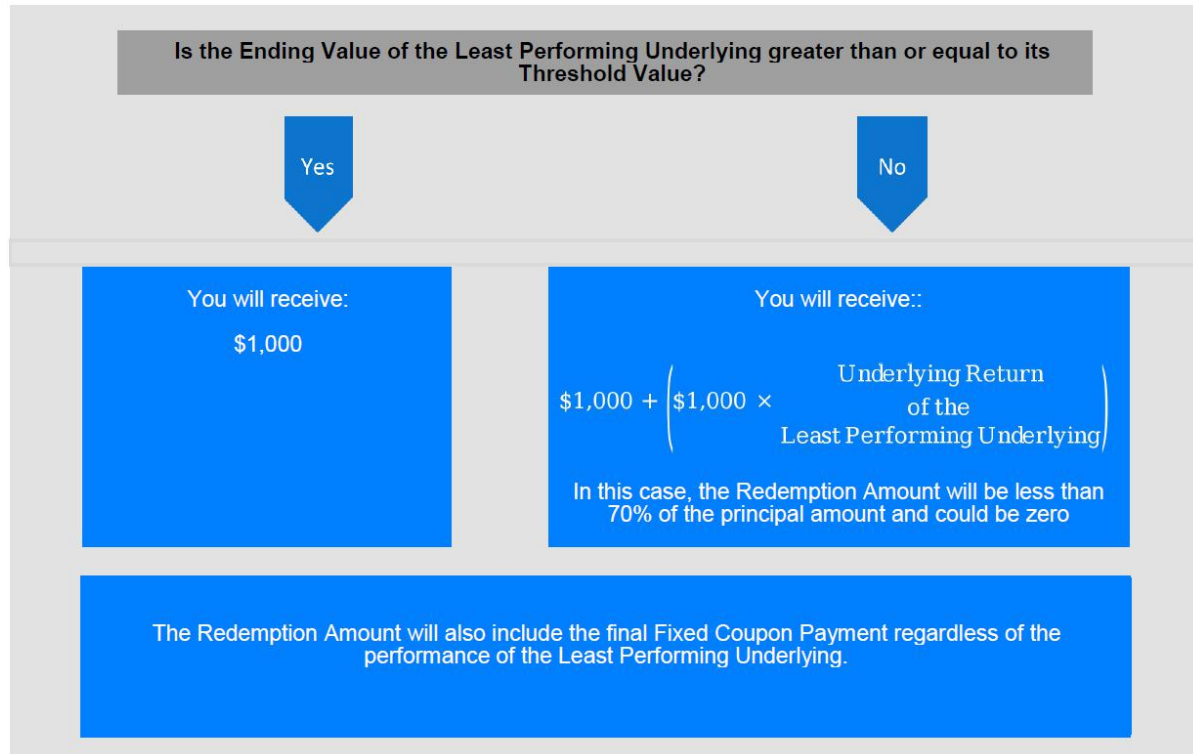 Is the Ending Value of the Least Performing Underlying greater than or equal to its
Threshold Value?
Yes
No
You will receive:
$1,000
You will receive::
$1,000 + ($1,000 × Underlying Return
of the
Least Performing Underlying)
In this case, the Redemption Amount will be less than
70% of the principal amount and could be zero
The Redemption Amount will also include the final Fixed Coupon Payment regardless of the
performance of the Least Performing Underlying.